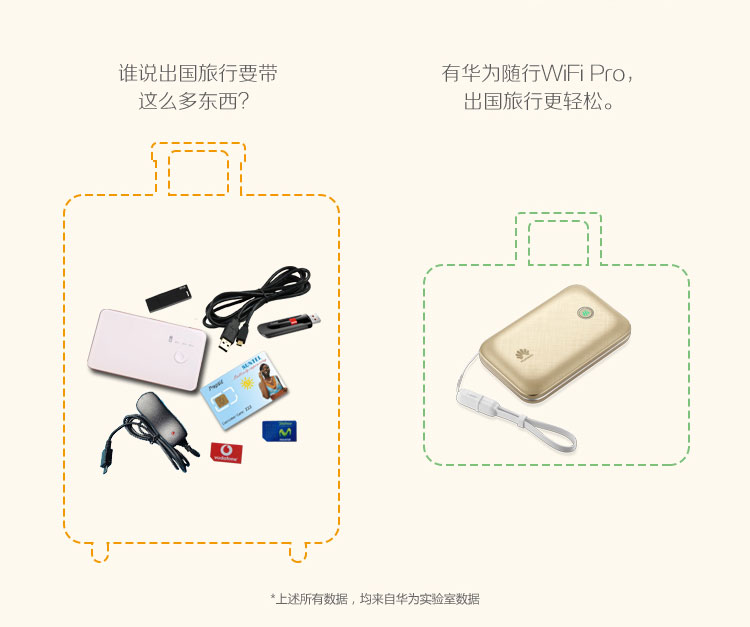 谁说出国旅行要带
这么多东西?
有华为随行WiFi Pro,
出国旅行更轻松。
SUNTEL
Prepaid
vodafone
*上述所有数据，均来自华为实验室数据